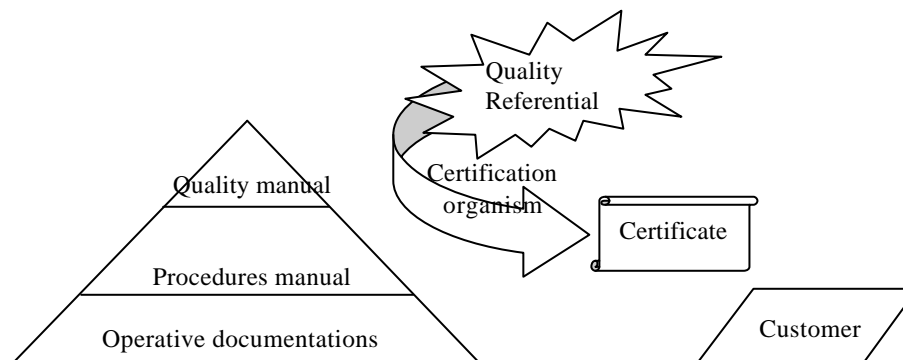 Quality
Referential
Certification
organism
Quality manual
Certificate
Procedures manual
Operative documentations
Customer